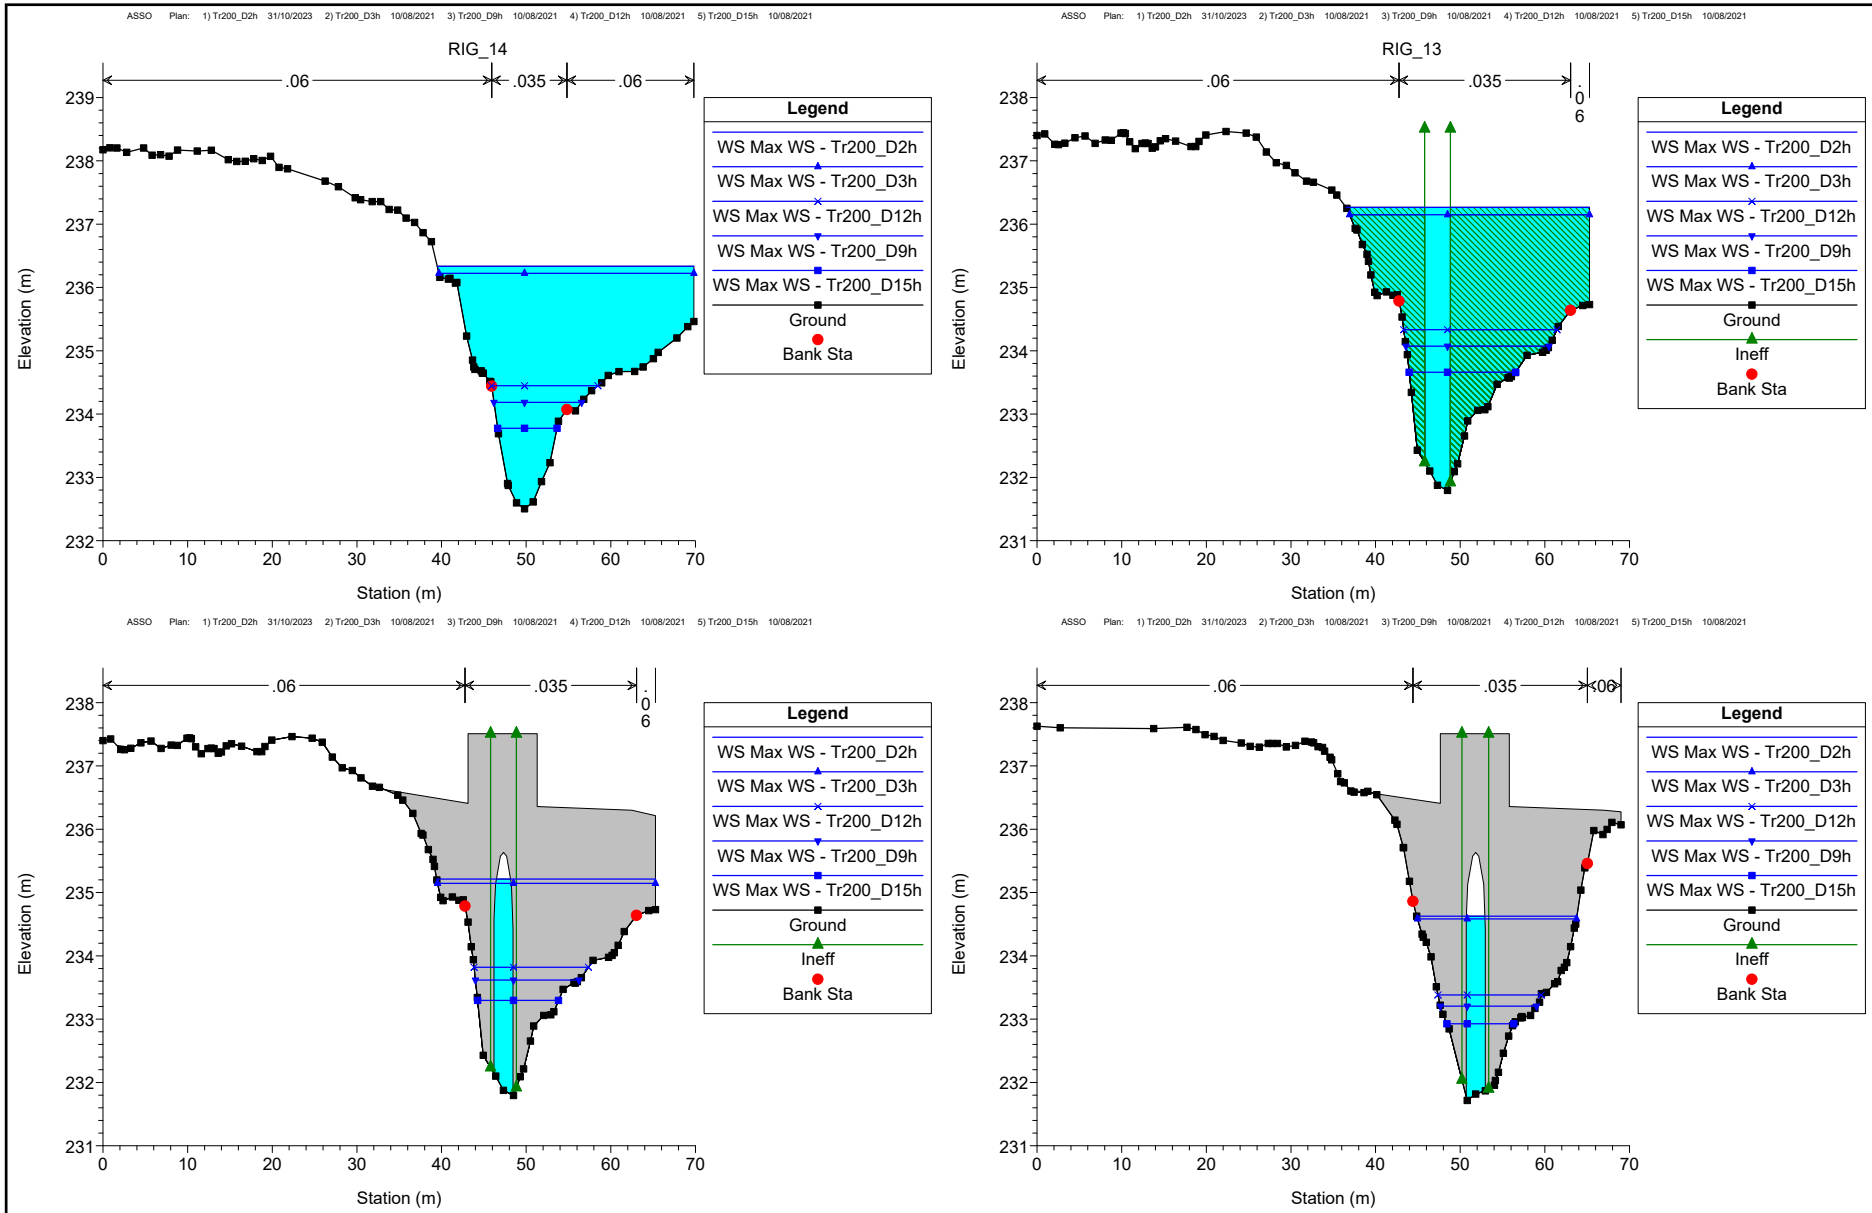 ASSO Plan: 1) Tr200_D2h 31/10/2023 2) Tr200_D3h 10/08/2021 3) Tr200_D9h 10/08/2021 4) Tr200_D12h 10/08/2021 5) Tr200_D15h 10/08/2021
RIG_14
.06 .035 .06
Legend
WS Max WS - Tr200_D2h
WS Max WS - Tr200_D3h
WS Max WS - Tr200_D12h
WS Max WS - Tr200_D9h
WS Max WS - Tr200_D15h
Ground
Bank Sta
239
238
237
236
235
234
233
232
Elevation (m)
0 10 20 30 40 50 60 70
Station (m)
ASSO Plan: 1) Tr200_D2h 31/10/2023 2) Tr200_D3h 10/08/2021 3) Tr200_D9h 10/08/2021 4) Tr200_D12h 10/08/2021 5) Tr200_D15h 10/08/2021
RIG_13
.06 .035 .06
Legend
WS Max WS - Tr200_D2h
WS Max WS - Tr200_D3h
WS Max WS - Tr200_D12h
WS Max WS - Tr200_D9h
WS Max WS - Tr200_D15h
Ground
Ineff
Bank Sta
238
237
236
235
234
233
232
231
Elevation (m)
0 10 20 30 40 50 60 70
Station (m)
ASSO Plan: 1) Tr200_D2h 31/10/2023 2) Tr200_D3h 10/08/2021 3) Tr200_D9h 10/08/2021 4) Tr200_D12h 10/08/2021 5) Tr200_D15h 10/08/2021
.06 .035 .06
Legend
WS Max WS - Tr200_D2h
WS Max WS - Tr200_D3h
WS Max WS - Tr200_D12h
WS Max WS - Tr200_D9h
WS Max WS - Tr200_D15h
Ground
Ineff
Bank Sta
238
237
236
235
234
233
232
231
Elevation (m)
0 10 20 30 40 50 60 70
Station (m)
ASSO Plan: 1) Tr200_D2h 31/10/2023 2) Tr200_D3h 10/08/2021 3) Tr200_D9h 10/08/2021 4) Tr200_D12h 10/08/2021 5) Tr200_D15h 10/08/2021
.06 .035 .06
Legend
WS Max WS - Tr200_D2h
WS Max WS - Tr200_D3h
WS Max WS - Tr200_D12h
WS Max WS - Tr200_D9h
WS Max WS - Tr200_D15h
Ground
Ineff
Bank Sta
238
237
236
235
234
233
232
231
Elevation (m)
0 10 20 30 40 50 60 70
Station (m)